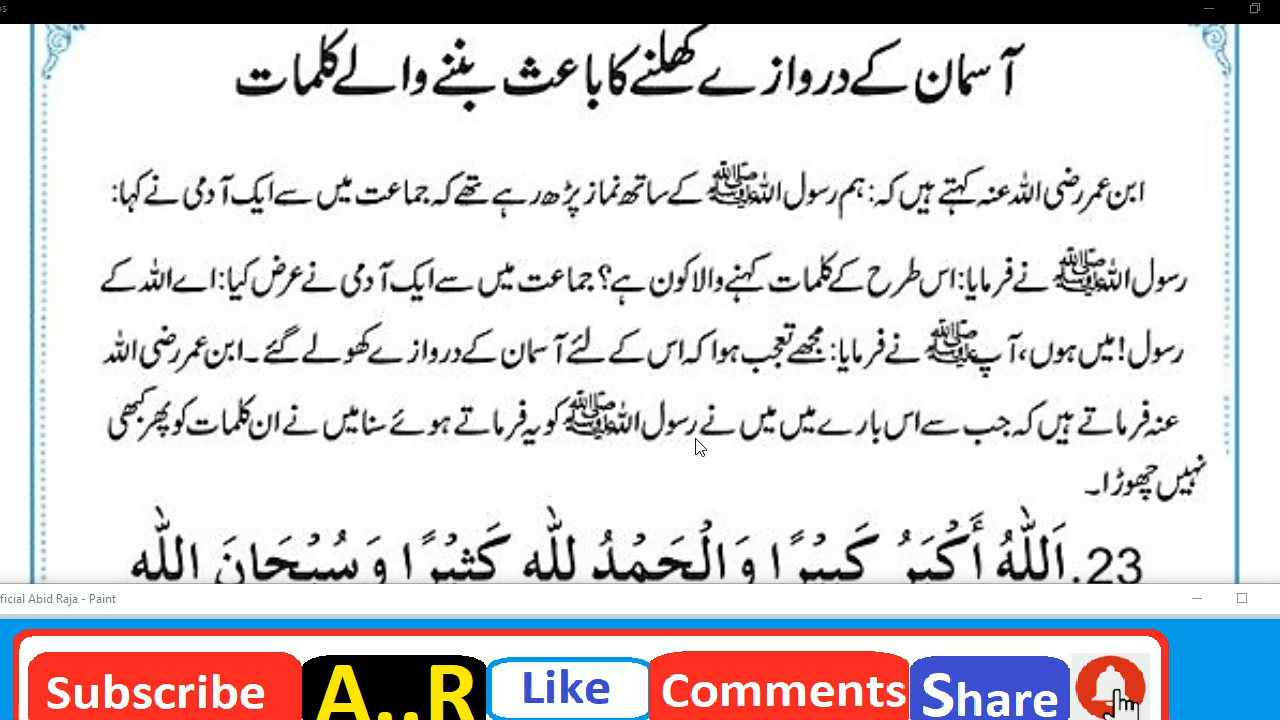 آسمان کے دروازے کھلنے کا باعث بننے والے کلمات
ابن عمر رضی اللہ عنہ کہتے ہیں کہ: ہم رسول اللہ ﷺ کے ساتھ نماز پڑھ رہے تھے کہ جماعت میں سے ایک آدمی نے کہا:
رسول اللہ ﷺ نے فرمایا: اس طرح کے کلمات کہنے والا کون ہے؟ جماعت میں سے ایک آدمی نے عرض کیا: اے اللہ کے
رسول! میں ہوں، آپ ﷺ نے فرمایا: مجھے تعجب ہوا کہ اس کے لئے آسمان کے دروازے کھولے گئے۔ ابن عمر رضی اللہ
عنہ فرماتے ہیں کہ جب سے اس بارے میں میں نے رسول اللہ ﷺ کو یہ فرماتے ہوئے سنا میں نے ان کلمات کو پھر کبھی
نہیں چھوڑا۔
23. اَللّٰهُ أَكْبَرُ كَبِيْرًا وَالْحَمْدُ لِلّٰهِ كَثِيْرًا وَسُبْحَانَ اللّٰهِ
ficial Abid Raja - Paint
Subscribe A..R Like Comments Share